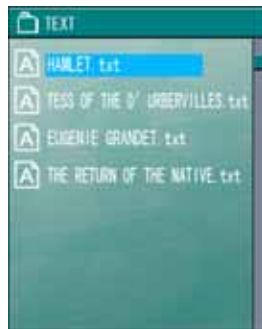 TEXT
HAMLET.txt
TESS OF THE D' URBERVILLES.txt
EUGENIE GRANDET.txt
THE RETURN OF THE NATIVE.txt